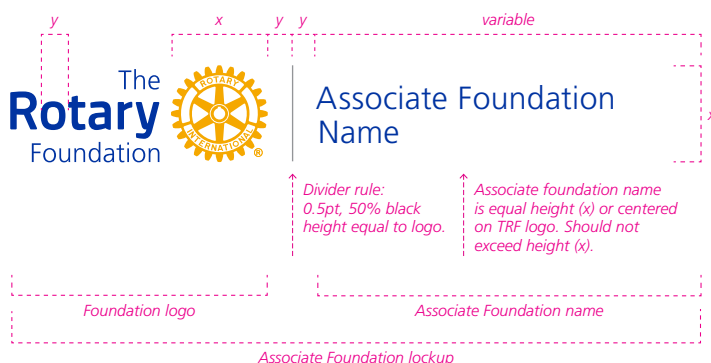 y
x
y
y
variable
The
Rotary
Foundation
ROTARY
INTERNATIONAL
®
Associate Foundation
Name
x
Divider rule:
0.5pt, 50% black
height equal to logo.
Associate foundation name
is equal height (x) or centered
on TRF logo. Should not
exceed height (x).
Foundation logo
Associate Foundation name
Associate Foundation lockup